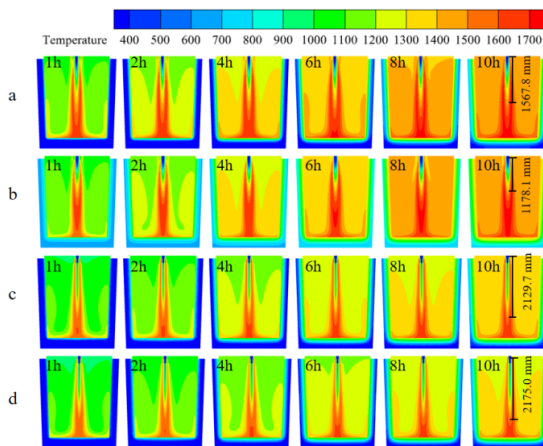 Temperature 400 500 600 700 800 900 1000 1100 1200 1300 1400 1500 1600 1700
a 1h 2h 4h 6h 8h 10h 1567.8 mm
b 1h 2h 4h 6h 8h 10h 1178.1 mm
c 1h 2h 4h 6h 8h 10h 2129.7 mm
d 1h 2h 4h 6h 8h 10h 2175.0 mm